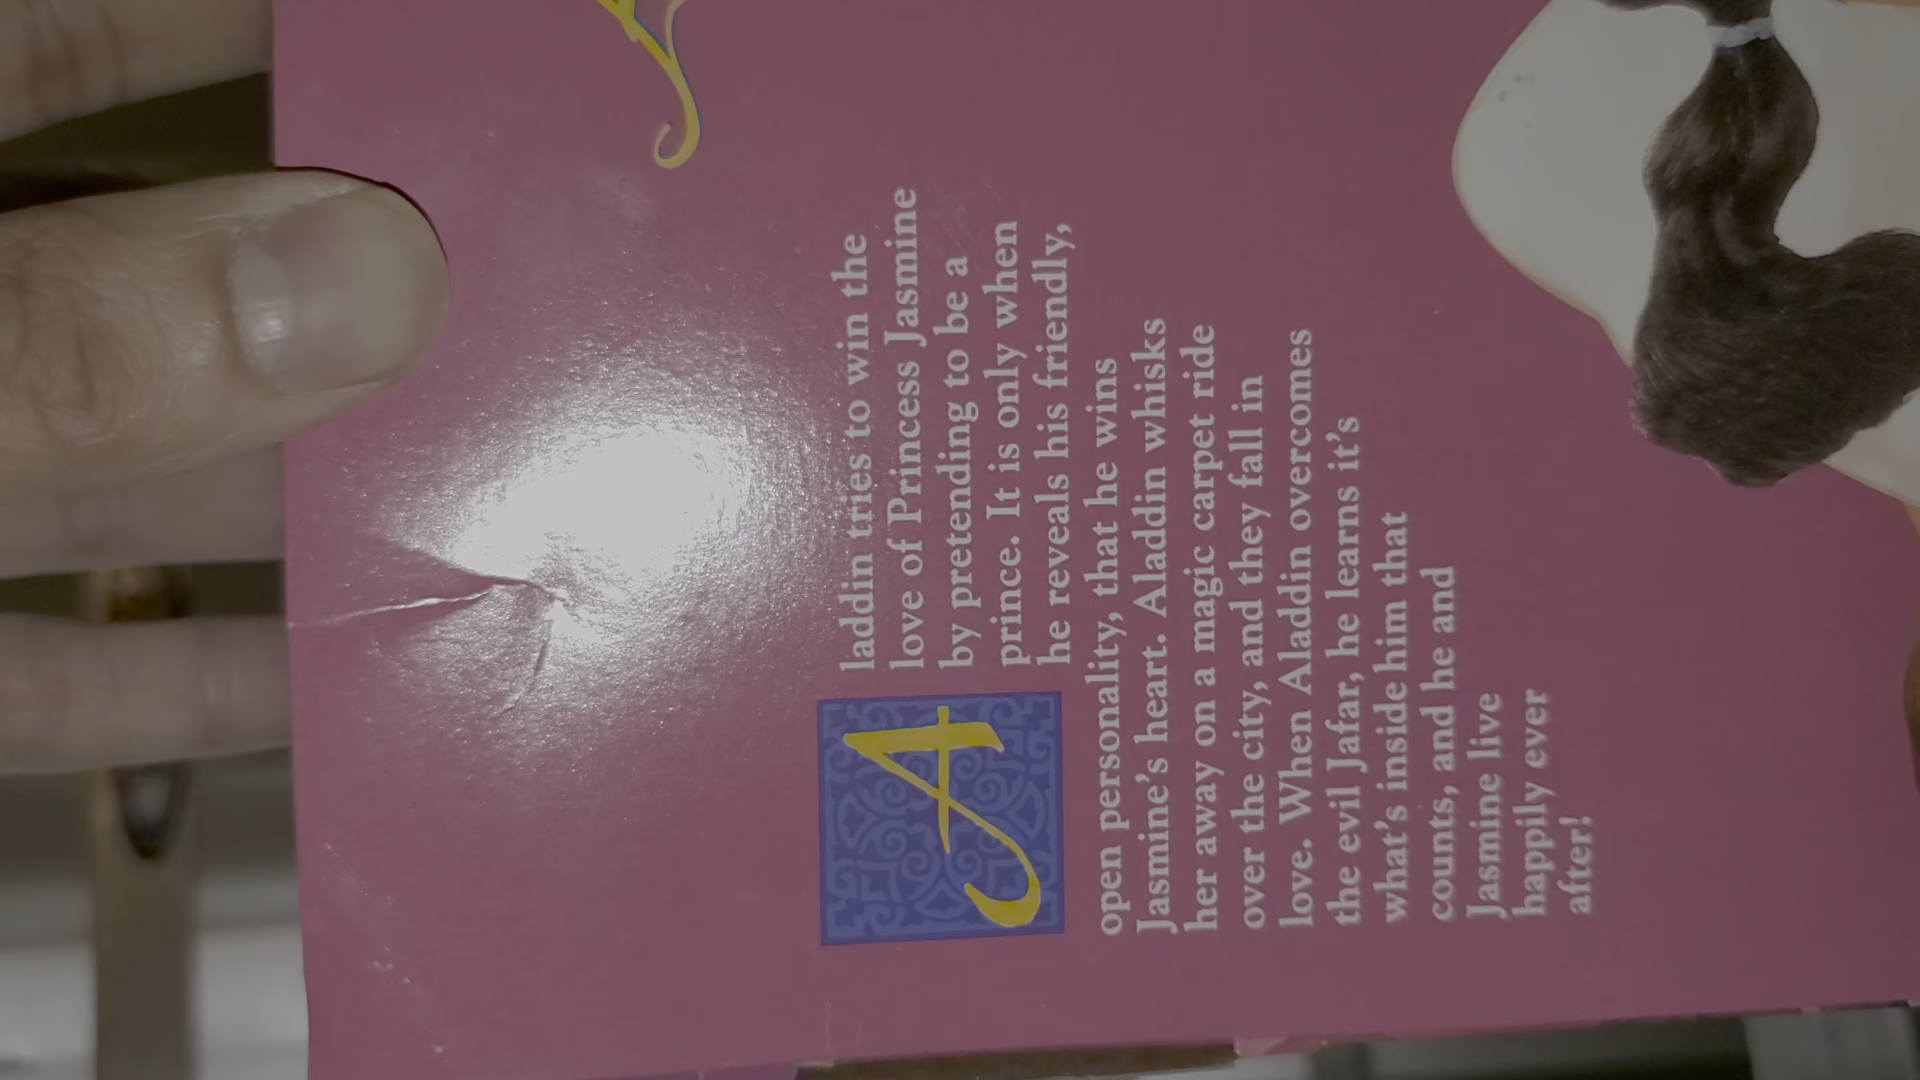 Aladdin tries to win the
love of Princess Jasmine
by pretending to be a
prince. It is only when
he reveals his friendly,
open personality, that he wins
Jasmine's heart. Aladdin whisks
her away on a magic carpet ride
over the city, and they fall in
love. When Aladdin overcomes
the evil Jafar, he learns it's
what's inside him that
counts, and he and
Jasmine live
happily ever
after!